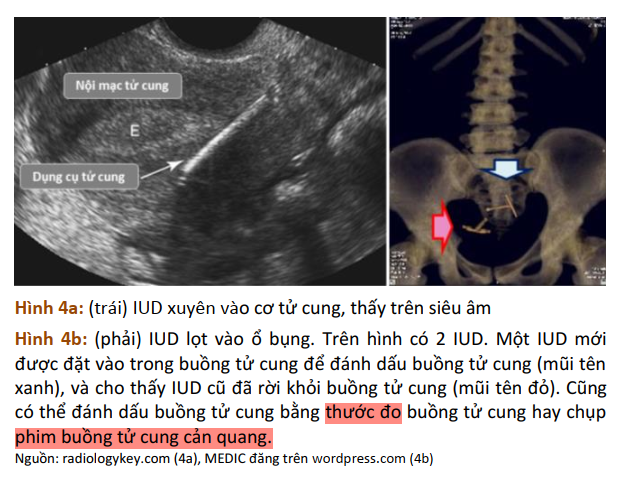 Nội mạc tử cung
E
Dụng cụ tử cung
Hình 4a: (trái) IUD xuyên vào cơ tử cung, thấy trên siêu âm
Hình 4b: (phải) IUD lọt vào ổ bụng. Trên hình có 2 IUD. Một IUD mới
được đặt vào trong buồng tử cung để đánh dấu buồng tử cung (mũi tên
xanh), và cho thấy IUD cũ đã rời khỏi buồng tử cung (mũi tên đỏ). Cũng
có thể đánh dấu buồng tử cung bằng thước đo buồng tử cung hay chụp
phim buồng tử cung cản quang.
Nguồn: radiologykey.com (4a), MEDIC đăng trên wordpress.com (4b)